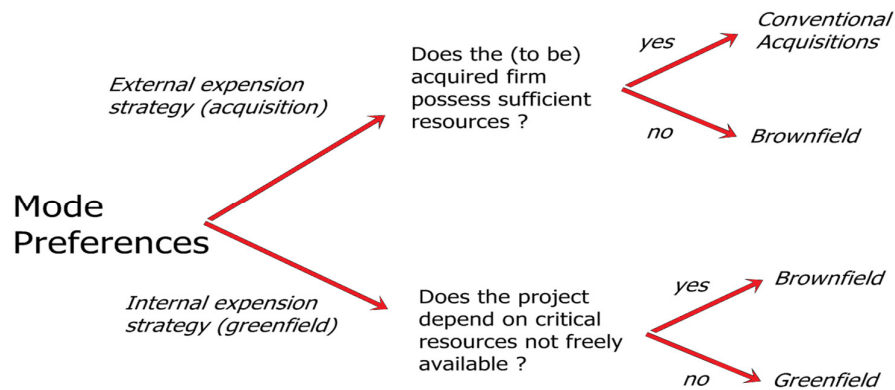 Conventional
Acquisitions
yes
Does the (to be)
acquired firm
possess sufficient
resources ?
External expension
strategy (acquisition)
no
Brownfield
Mode
Preferences
Internal expension
strategy (greenfield)
Does the project
depend on critical
resources not freely
available ?
yes
Brownfield
no
Greenfield